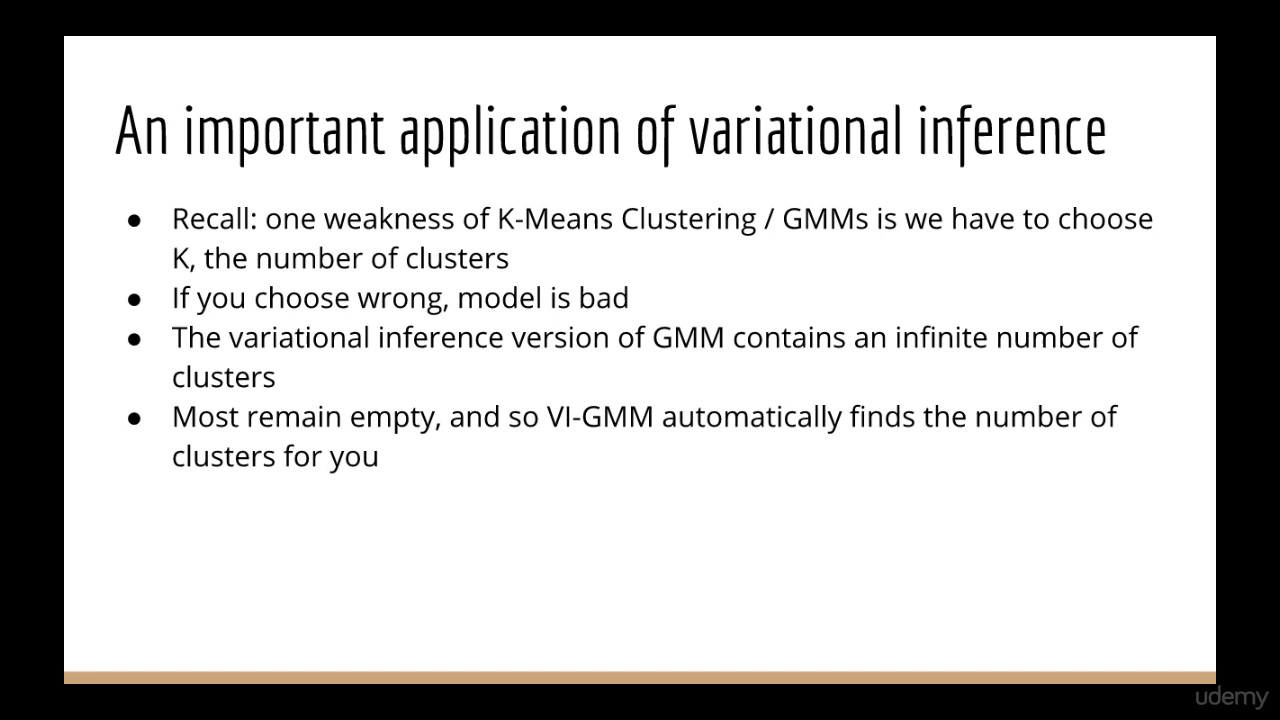 An important application of variational inference
● Recall: one weakness of K-Means Clustering / GMMs is we have to choose
K, the number of clusters
● If you choose wrong, model is bad
● The variational inference version of GMM contains an infinite number of
clusters
● Most remain empty, and so VI-GMM automatically finds the number of
clusters for you
udemy